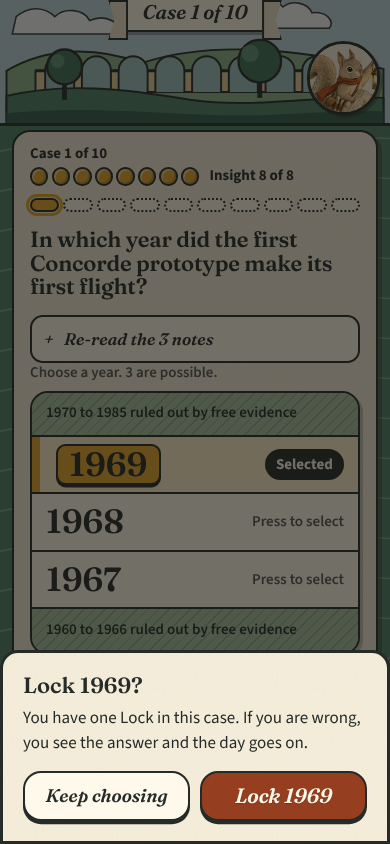 Case 1 of 10
Case 1 of 10
Insight 8 of 8
In which year did the first
Concorde prototype make its
first flight?
+ Re-read the 3 notes
Choose a year. 3 are possible.
1970 to 1985 ruled out by free evidence
1969
Selected
1968
Press to select
1967
Press to select
1960 to 1966 ruled out by free evidence
Lock 1969?
You have one Lock in this case. If you are wrong,
you see the answer and the day goes on.
Keep choosing
Lock 1969